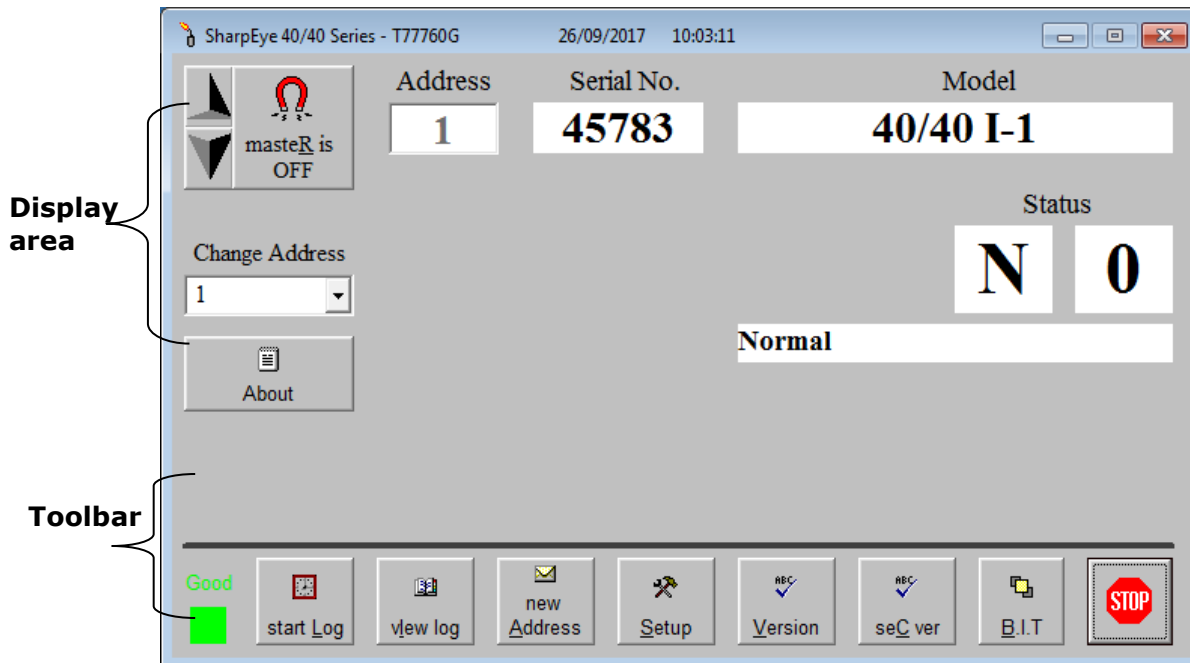 SharpEye 40/40 Series - T77760G 26/09/2017 10:03:11
Address Serial No. Model
masteR is
OFF
1 45783 40/40 I-1
Display
area
Status
N 0
Change Address
1
Normal
About
Toolbar
Good
start Log
vIew log
new
Address
Setup
ABC
Version
ABC
seC ver
B.I.T
STOP